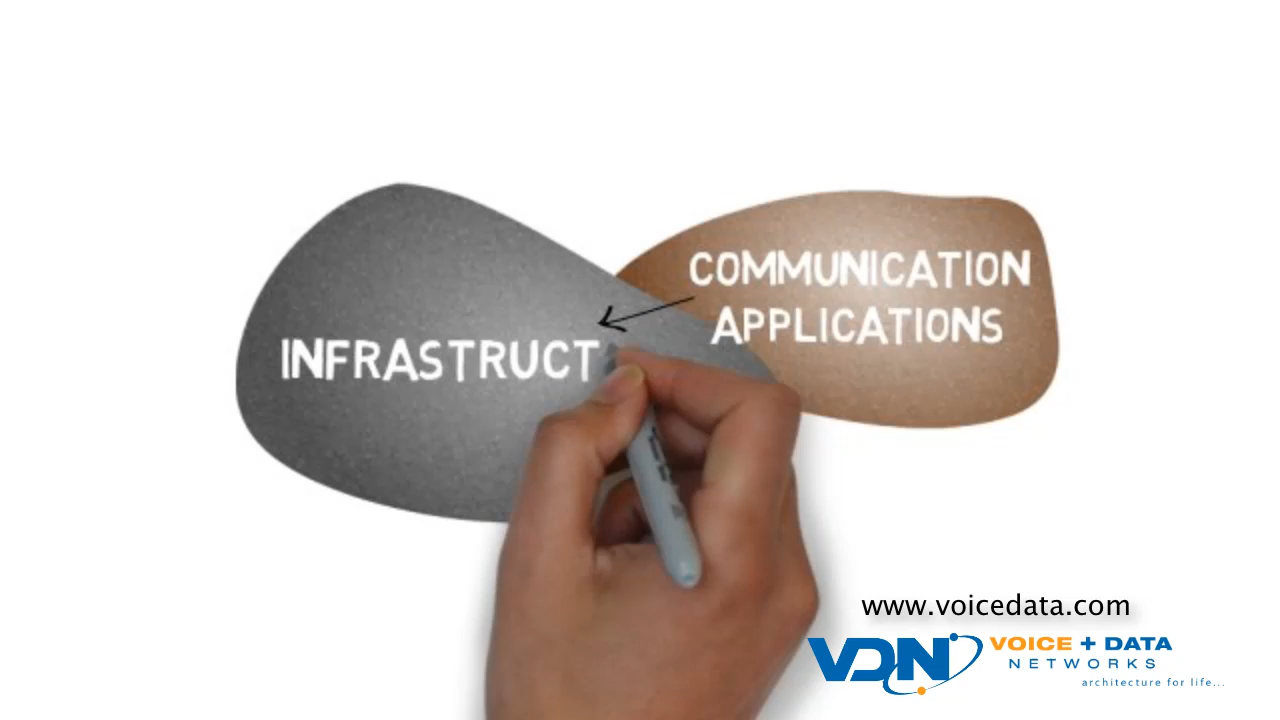 COMMUNICATION
APPLICATIONS
INFRASTRUCT
www.voicedata.com
VDN VOICE + DATA
NETWORKS
architecture for life...